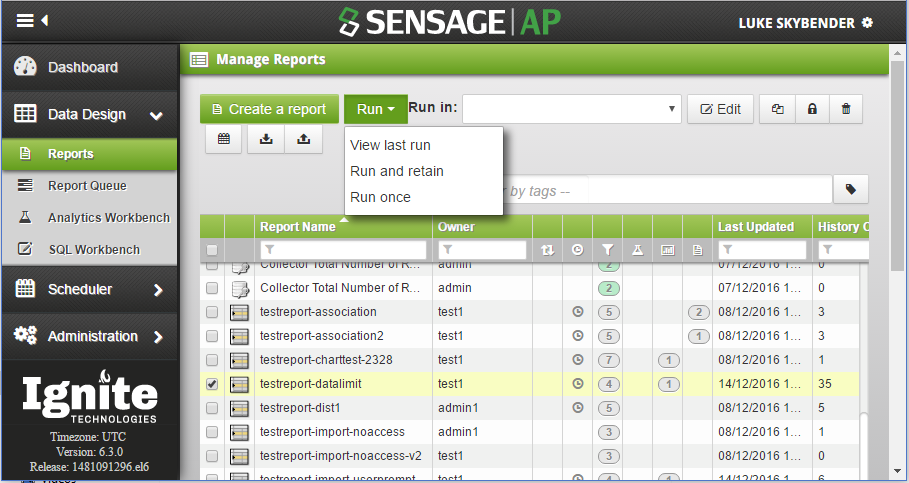 SENSAGE AP
LUKE SKYBENDER
Dashboard
Data Design
Reports
Report Queue
Analytics Workbench
SQL Workbench
Scheduler
Administration
Ignite
TECHNOLOGIES
Timezone: UTC
Version: 6.3.0
Release: 1481091296.el6
Manage Reports
Create a report Run Run in: Edit
View last run
Run and retain
Run once
r by tags --
Report Name Owner Last Updated History C
Collector Total Number of R... admin 2 07/12/2016 1... 0
Collector Total Number of R... admin 2 07/12/2016 1... 0
testreport-association test1 5 2 08/12/2016 1... 3
testreport-association2 test1 5 1 08/12/2016 1... 3
testreport-charttest-2328 test1 7 1 08/12/2016 1... 1
testreport-datalimit test1 4 1 14/12/2016 1... 35
testreport-dist1 admin1 5 08/12/2016 1... 5
testreport-import-noaccess admin1 3 08/12/2016 1... 1
testreport-import-noaccess-v2 test1 3 08/12/2016 1... 0
testreport-import-userprompt test1 4 1 14/12/2016 1... 6